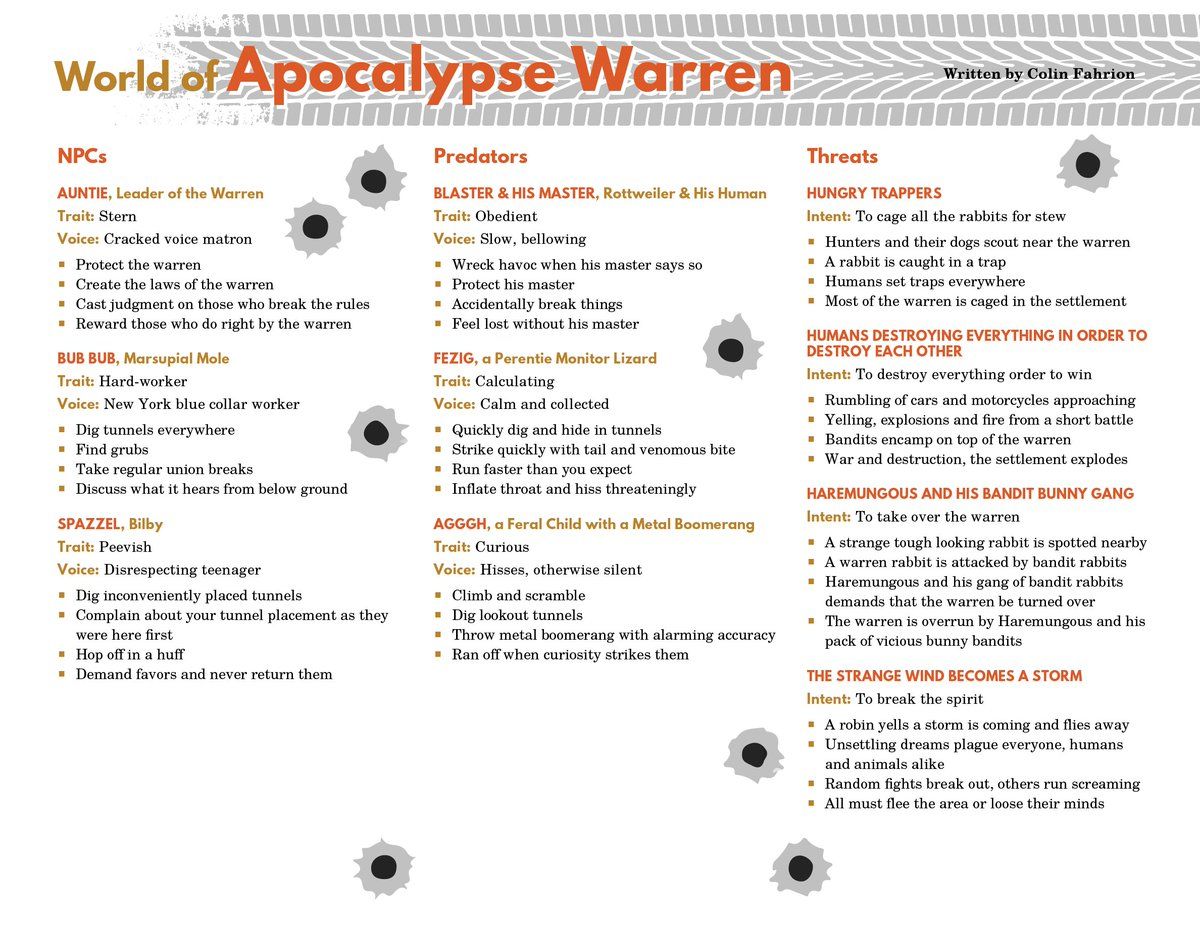 World of Apocalypse Warren
Written by Colin Fahrion
NPCs
AUNTIE, Leader of the Warren
Trait: Stern
Voice: Cracked voice matron
Protect the warren
Create the laws of the warren
Cast judgment on those who break the rules
Reward those who do right by the warren
BUB BUB, Marsupial Mole
Trait: Hard-worker
Voice: New York blue collar worker
Dig tunnels everywhere
Find grubs
Take regular union breaks
Discuss what it hears from below ground
SPAZZEL, Bilby
Trait: Peevish
Voice: Disrespecting teenager
Dig inconveniently placed tunnels
Complain about your tunnel placement as they
were here first
Hop off in a huff
Demand favors and never return them
Predators
BLASTER & HIS MASTER, Rottweiler & His Human
Trait: Obedient
Voice: Slow, bellowing
Wreck havoc when his master says so
Protect his master
Accidentally break things
Feel lost without his master
FEZIG, a Perentie Monitor Lizard
Trait: Calculating
Voice: Calm and collected
Quickly dig and hide in tunnels
Strike quickly with tail and venomous bite
Run faster than you expect
Inflate throat and hiss threateningly
AGGGH, a Feral Child with a Metal Boomerang
Trait: Curious
Voice: Hisses, otherwise silent
Climb and scramble
Dig lookout tunnels
Throw metal boomerang with alarming accuracy
Ran off when curiosity strikes them
Threats
HUNGRY TRAPPERS
Intent: To cage all the rabbits for stew
Hunters and their dogs scout near the warren
A rabbit is caught in a trap
Humans set traps everywhere
Most of the warren is caged in the settlement
HUMANS DESTROYING EVERYTHING IN ORDER TO
DESTROY EACH OTHER
Intent: To destroy everything order to win
Rumbling of cars and motorcycles approaching
Yelling, explosions and fire from a short battle
Bandits encamp on top of the warren
War and destruction, the settlement explodes
HAREMUNGOUS AND HIS BANDIT BUNNY GANG
Intent: To take over the warren
A strange tough looking rabbit is spotted nearby
A warren rabbit is attacked by bandit rabbits
Haremungous and his gang of bandit rabbits
demands that the warren be turned over
The warren is overrun by Haremungous and his
pack of vicious bunny bandits
THE STRANGE WIND BECOMES A STORM
Intent: To break the spirit
A robin yells a storm is coming and flies away
Unsettling dreams plague everyone, humans
and animals alike
Random fights break out, others run screaming
All must flee the area or loose their minds